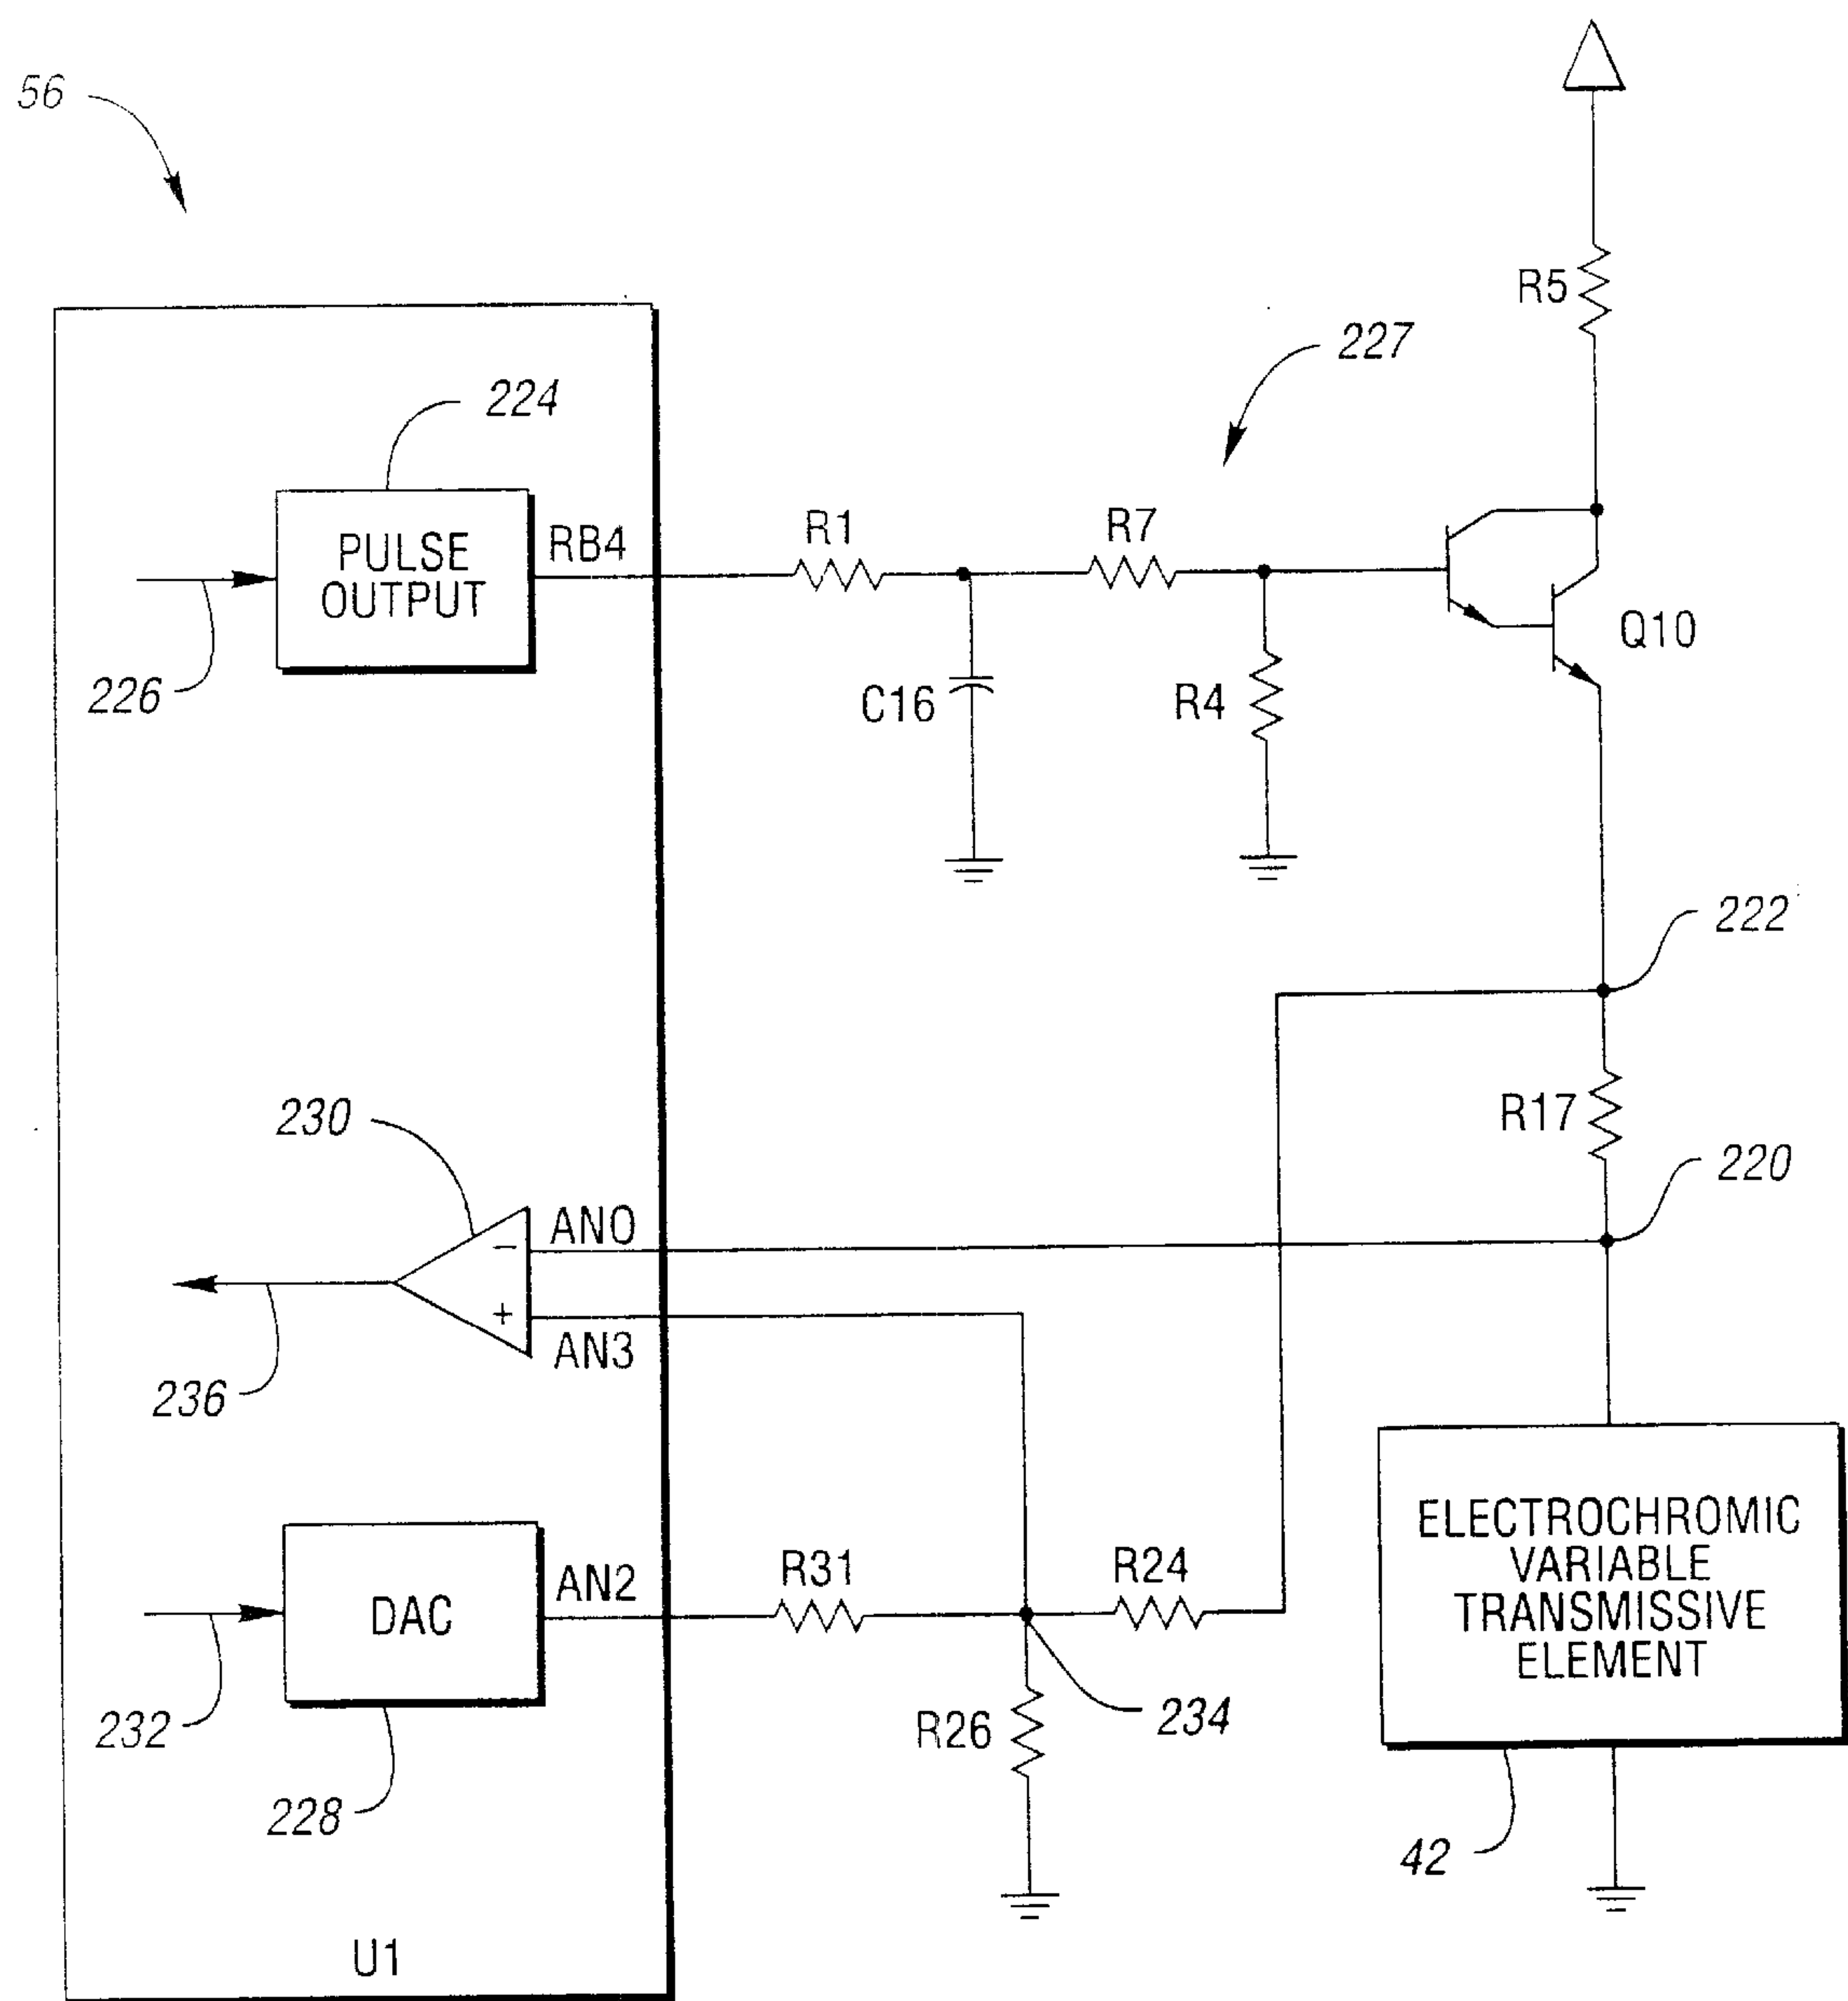 56
R5
227
224
PULSE
OUTPUT
RB4
R1
R7
Q10
226
C16
R4
222
R17
230
AN0
220
−
+
AN3
236
ELECTROCHROMIC
VARIABLE
TRANSMISSIVE
ELEMENT
DAC
AN2
R31
R24
232
R26
234
228
42
U1